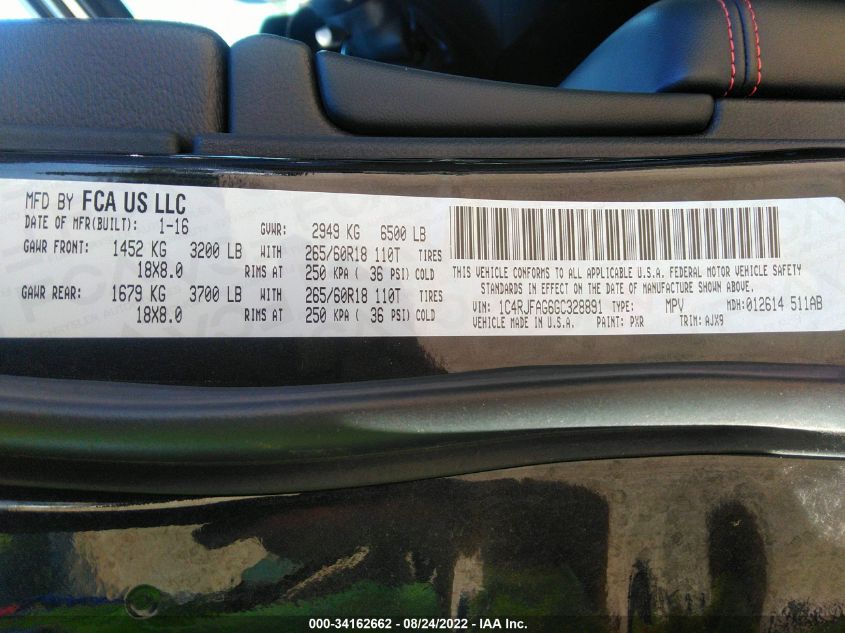 MFD BY FCA US LLC
DATE OF MFR(BUILT): 1-16 GVWR: 2949 KG 6500 LB
GAWR FRONT: 1452 KG 3200 LB WITH 265/60R18 110T TIRES
18X8.0 RIMS AT 250 KPA ( 36 PSI) COLD
GAWR REAR: 1679 KG 3700 LB WITH 265/60R18 110T TIRES
18X8.0 RIMS AT 250 KPA ( 36 PSI) COLD
THIS VEHICLE CONFORMS TO ALL APPLICABLE U.S.A. FEDERAL MOTOR VEHICLE SAFETY
STANDARDS IN EFFECT ON THE DATE OF MANUFACTURE SHOWN ABOVE.
VIN: 1C4RJFAG6GC328891 TYPE: MPV MDH: 012614 511AB
VEHICLE MADE IN U.S.A. PAINT: PXR TRIM: AJX9
000-34162662 - 08/24/2022 - IAA Inc.